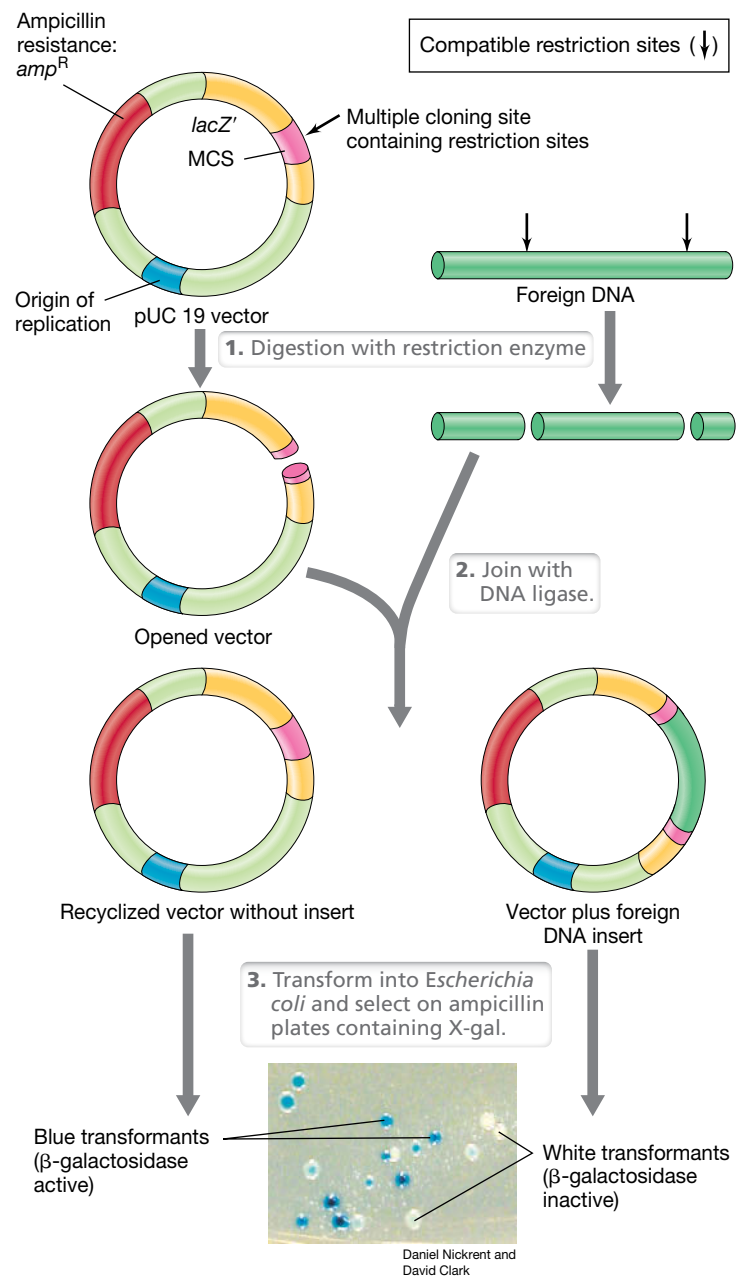 Ampicillin
resistance:
amp^R
Compatible restriction sites (↓)
lacZ′
MCS
Multiple cloning site
containing restriction sites
Origin of
replication
pUC 19 vector
Foreign DNA
1. Digestion with restriction enzyme
2. Join with
DNA ligase.
Opened vector
Recyclized vector without insert
Vector plus foreign
DNA insert
3. Transform into Escherichia
coli and select on ampicillin
plates containing X-gal.
Blue transformants
(β-galactosidase
active)
White transformants
(β-galactosidase
inactive)
Daniel Nickrent and
David Clark